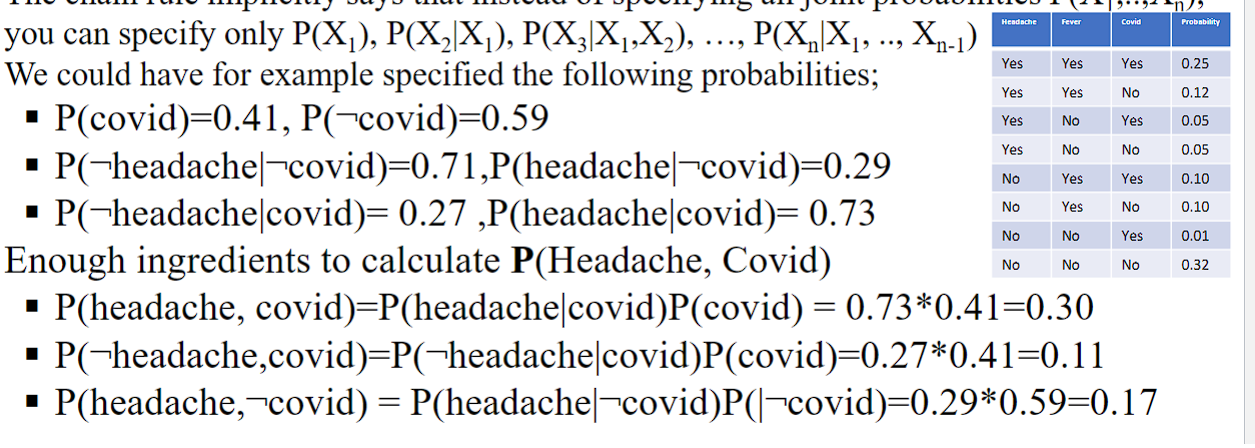 you can specify only P(X₁), P(X₂|X₁), P(X₃|X₁,X₂), …, P(Xₙ|X₁, .., Xₙ₋₁)
We could have for example specified the following probabilities;
▪ P(covid)=0.41, P(¬covid)=0.59
▪ P(¬headache|¬covid)=0.71,P(headache|¬covid)=0.29
▪ P(¬headache|covid)= 0.27 ,P(headache|covid)= 0.73
Enough ingredients to calculate P(Headache, Covid)
▪ P(headache, covid)=P(headache|covid)P(covid) = 0.73*0.41=0.30
▪ P(¬headache,covid)=P(¬headache|covid)P(covid)=0.27*0.41=0.11
▪ P(headache,¬covid) = P(headache|¬covid)P(|¬covid)=0.29*0.59=0.17
Headache Fever Covid Probability
Yes Yes Yes 0.25
Yes Yes No 0.12
Yes No Yes 0.05
Yes No No 0.05
No Yes Yes 0.10
No Yes No 0.10
No No Yes 0.01
No No No 0.32